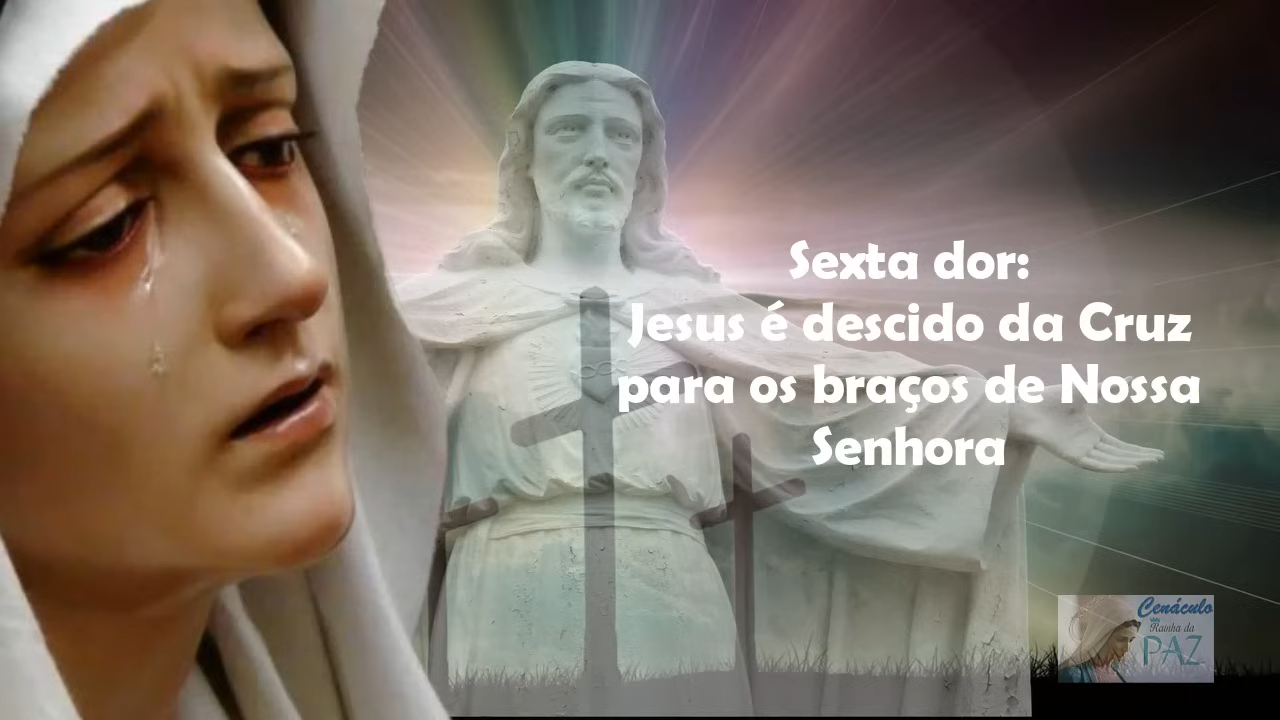 Sexta dor:
Jesus é descido da Cruz
para os braços de Nossa
Senhora
Cenáculo
Rainha da
PAZ